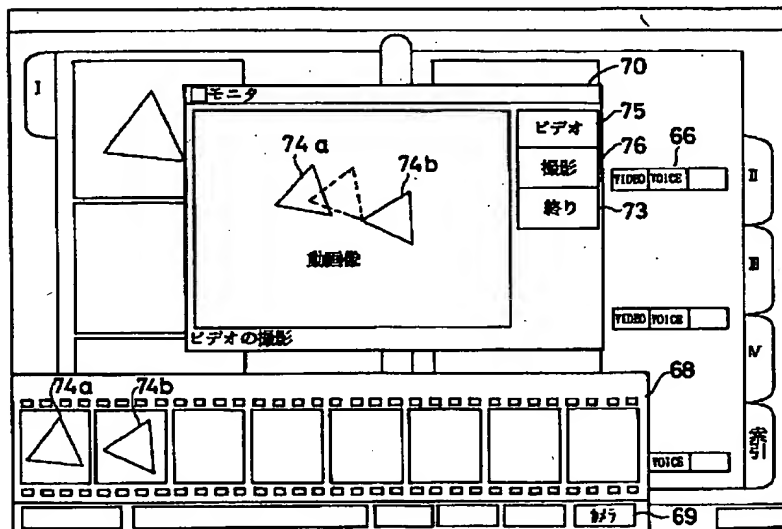 70
モニタ
75
ビデオ
76
撮影
終り
73
66
VIDEO VOICE
VIDEO VOICE
VOICE
I
II
III
IV
索引
74a
74b
動画像
ビデオの撮影
68
74a
74b
カメラ
69